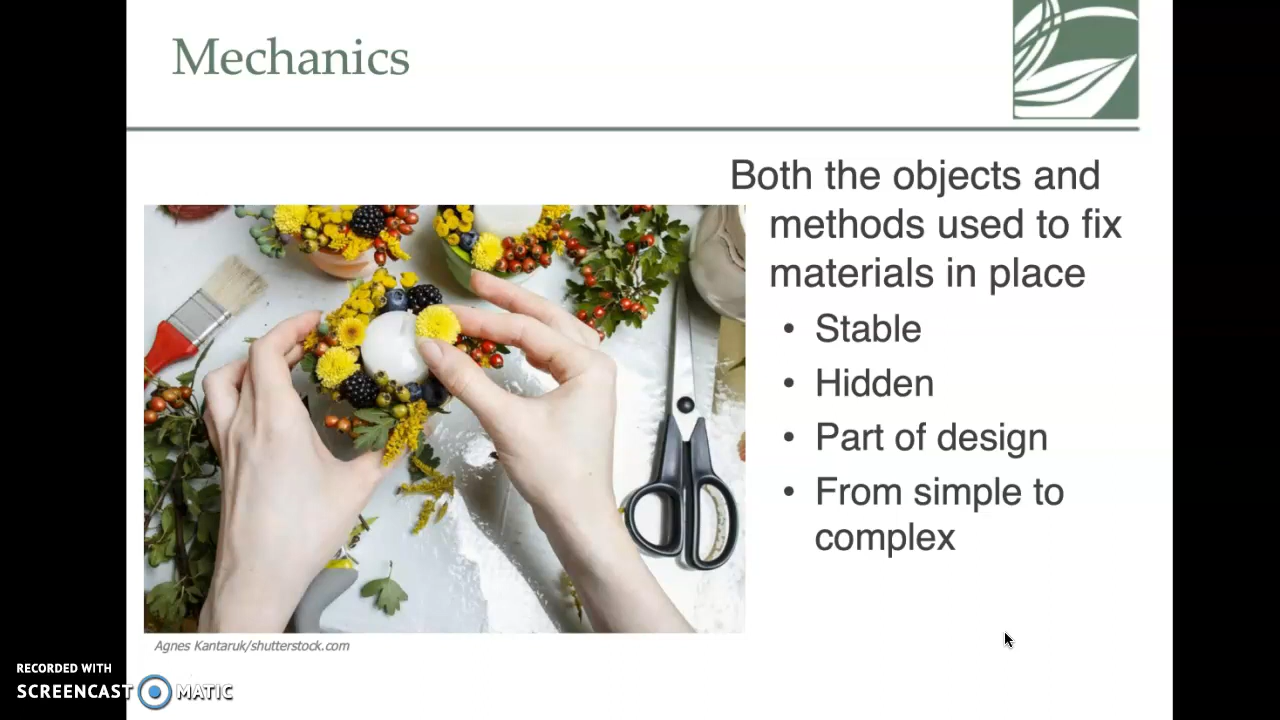 Mechanics
Both the objects and
methods used to fix
materials in place
• Stable
• Hidden
• Part of design
• From simple to
complex
Agnes Kantaruk/shutterstock.com
RECORDED WITH
SCREENCAST MATIC